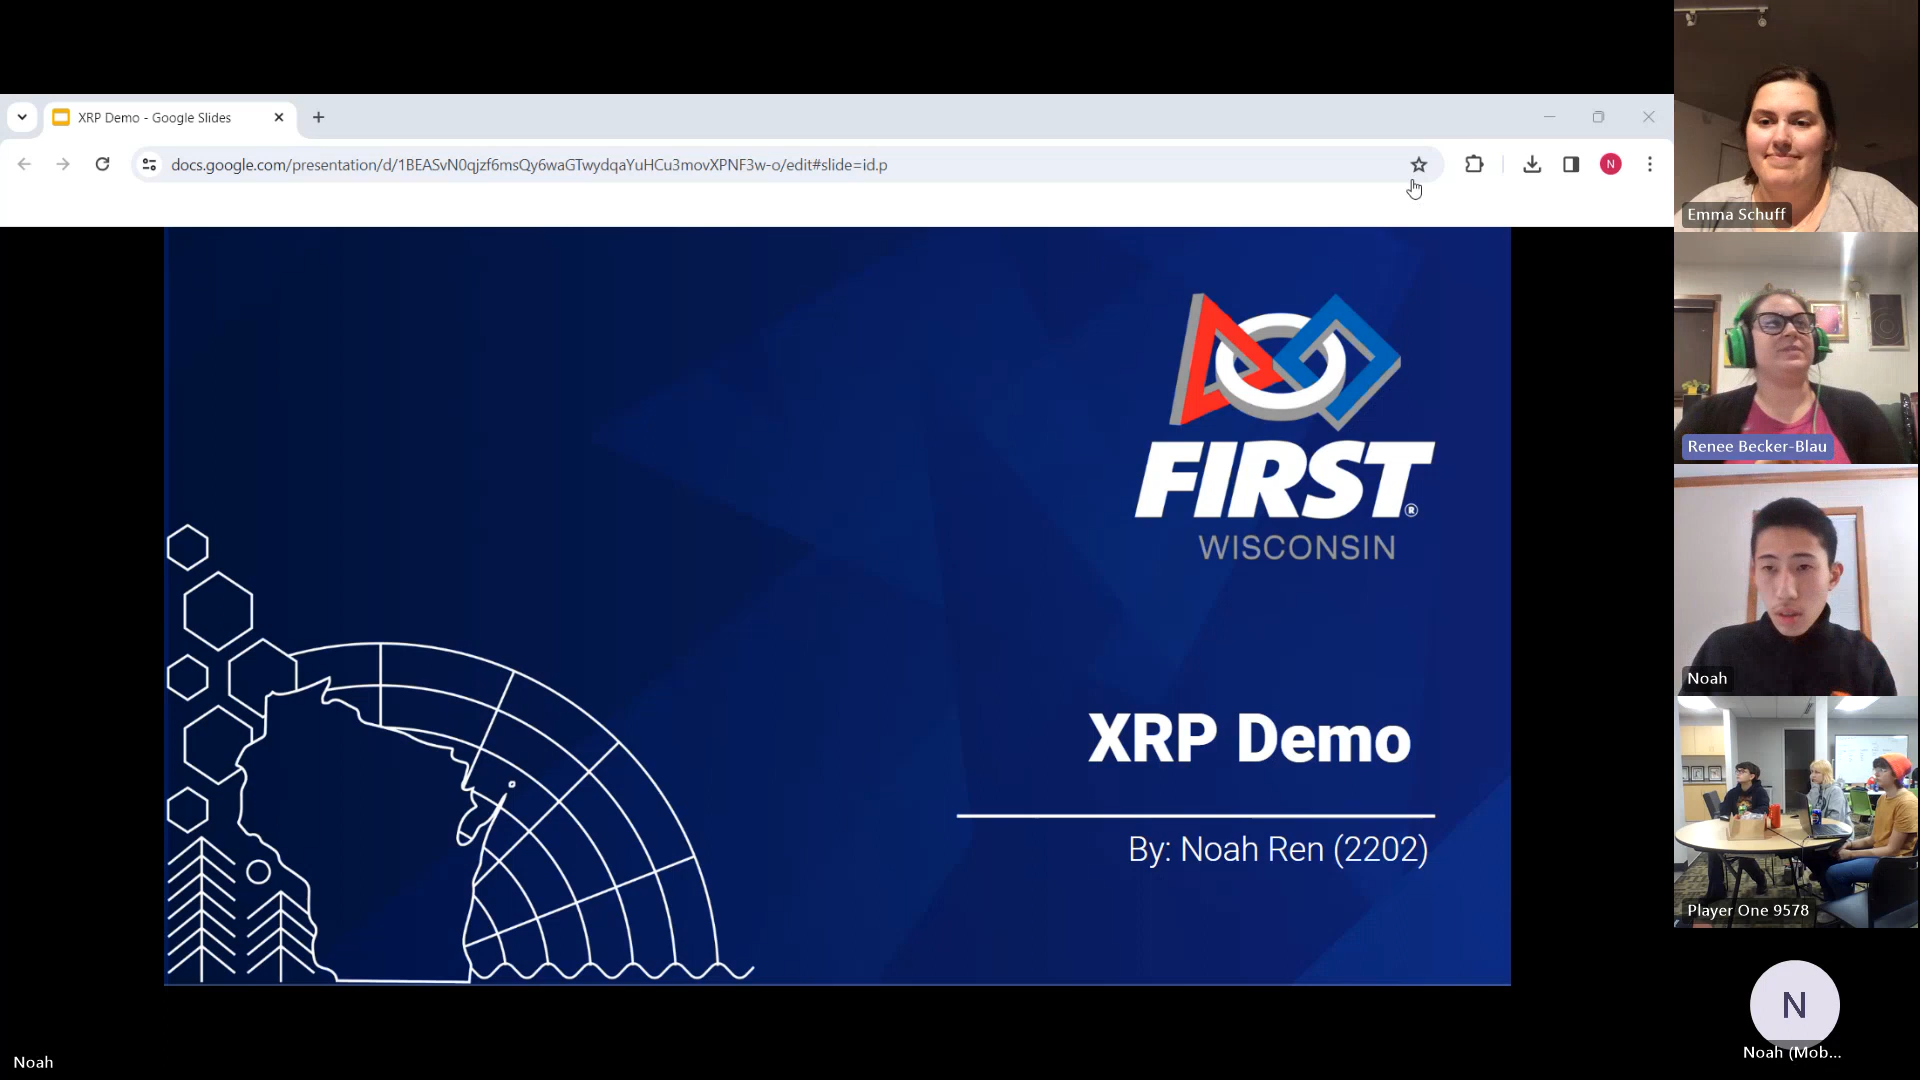 XRP Demo - Google Slides
docs.google.com/presentation/d/1BEASvN0qjzf6msQy6waGTwydqaYuHCu3movXPNF3w-o/edit#slide=id.p
N
FIRST®
WISCONSIN
XRP Demo
By: Noah Ren (2202)
Emma Schuff
Renee Becker-Blau
Noah
Player One 9578
N
Noah (Mob...
Noah